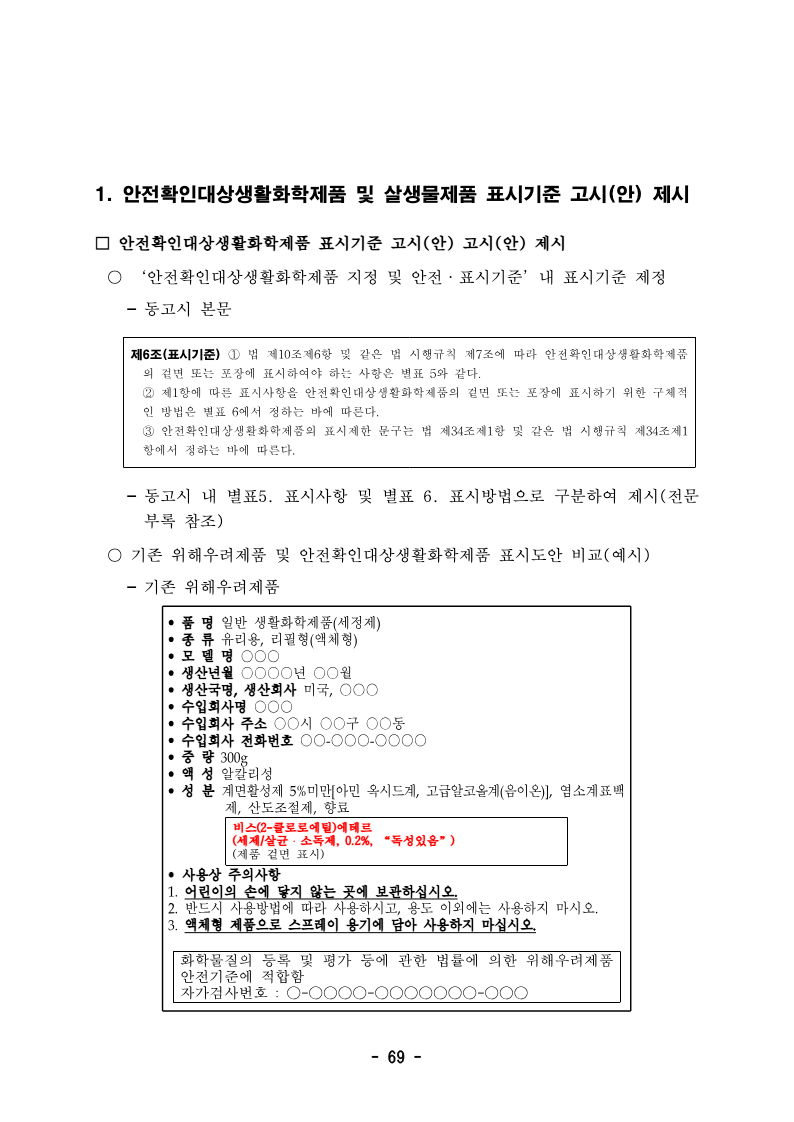 1. 안전확인대상생활화학제품 및 살생물제품 표시기준 고시(안) 제시
□ 안전확인대상생활화학제품 표시기준 고시(안) 고시(안) 제시
○ ‘안전확인대상생활화학제품 지정 및 안전·표시기준’ 내 표시기준 제정
- 동고시 본문
제6조(표시기준) ① 법 제10조제6항 및 같은 법 시행규칙 제7조에 따라 안전확인대상생활화학제품
의 겉면 또는 포장에 표시하여야 하는 사항은 별표 5와 같다.
② 제1항에 따른 표시사항을 안전확인대상생활화학제품의 겉면 또는 포장에 표시하기 위한 구체적
인 방법은 별표 6에서 정하는 바에 따른다.
③ 안전확인대상생활화학제품의 표시제한 문구는 법 제34조제1항 및 같은 법 시행규칙 제34조제1
항에서 정하는 바에 따른다.
- 동고시 내 별표5. 표시사항 및 별표 6. 표시방법으로 구분하여 제시(전문
부록 참조)
○ 기존 위해우려제품 및 안전확인대상생활화학제품 표시도안 비교(예시)
- 기존 위해우려제품
• 품 명 일반 생활화학제품(세정제)
• 종 류 유리용, 리필형(액체형)
• 모 델 명 ○○○
• 생산년월 ○○○○년 ○○월
• 생산국명, 생산회사 미국, ○○○
• 수입회사명 ○○○
• 수입회사 주소 ○○시 ○○구 ○○동
• 수입회사 전화번호 ○○-○○○-○○○○
• 중 량 300g
• 액 성 알칼리성
• 성 분 계면활성제 5%미만[아민 옥시드계, 고급알코올계(음이온)], 염소계표백
제, 산도조절제, 향료
비스(2-클로로에틸)에테르
(세제/살균·소독제, 0.2%, “독성있음”)
(제품 겉면 표시)
• 사용상 주의사항
1. 어린이의 손에 닿지 않는 곳에 보관하십시오.
2. 반드시 사용방법에 따라 사용하시고, 용도 이외에는 사용하지 마시오.
3. 액체형 제품으로 스프레이 용기에 담아 사용하지 마십시오.
화학물질의 등록 및 평가 등에 관한 법률에 의한 위해우려제품
안전기준에 적합함
자가검사번호 : ○-○○○○-○○○○○○○-○○○
- 69 -